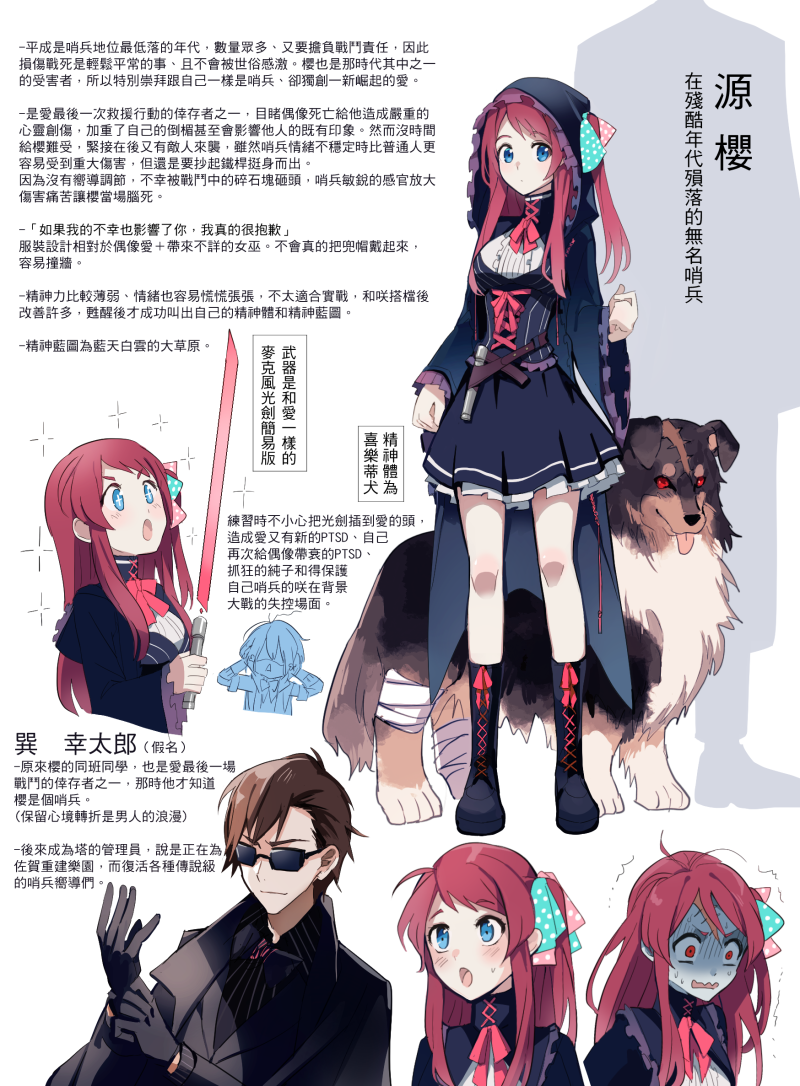 源 櫻
在殘酷年代殞落的無名哨兵
-平成是哨兵地位最低落的年代，數量眾多、又要擔負戰鬥責任，因此
損傷戰死是輕鬆平常的事、且不會被世俗感激。櫻也是那時代其中之一
的受害者，所以特別崇拜跟自己一樣是哨兵、卻獨創一新崛起的愛。
-是愛最後一次救援行動的倖存者之一，目睹偶像死亡給他造成嚴重的
心靈創傷，加重了自己的倒楣甚至會影響他人的既有印象。然而沒時間
給櫻難受，緊接在後又有敵人來襲，雖然哨兵情緒不穩定時比普通人更
容易受到重大傷害，但還是要抄起鐵桿挺身而出。
因為沒有嚮導調節，不幸被戰鬥中的碎石塊砸頭，哨兵敏銳的感官放大
傷害痛苦讓櫻當場腦死。
-「如果我的不幸也影響了你，我真的很抱歉」
服裝設計相對於偶像愛＋帶來不詳的女巫。不會真的把兜帽戴起來，
容易撞牆。
-精神力比較薄弱、情緒也容易慌慌張張，不太適合實戰，和咲搭檔後
改善許多，甦醒後才成功叫出自己的精神體和精神藍圖。
-精神藍圖為藍天白雲的大草原。
武器是和愛一樣的
麥克風光劍簡易版
精神體為
喜樂蒂犬
練習時不小心把光劍插到愛的頭，
造成愛又有新的PTSD、自己
再次給偶像帶衰的PTSD、
抓狂的純子和得保護
自己哨兵的咲在背景
大戰的失控場面。
巽 幸太郎（假名）
-原來櫻的同班同學，也是愛最後一場
戰鬥的倖存者之一，那時他才知道
櫻是個哨兵。
（保留心境轉折是男人的浪漫）
-後來成為塔的管理員，說是正在為
佐賀重建樂園，而復活各種傳說級
的哨兵嚮導們。